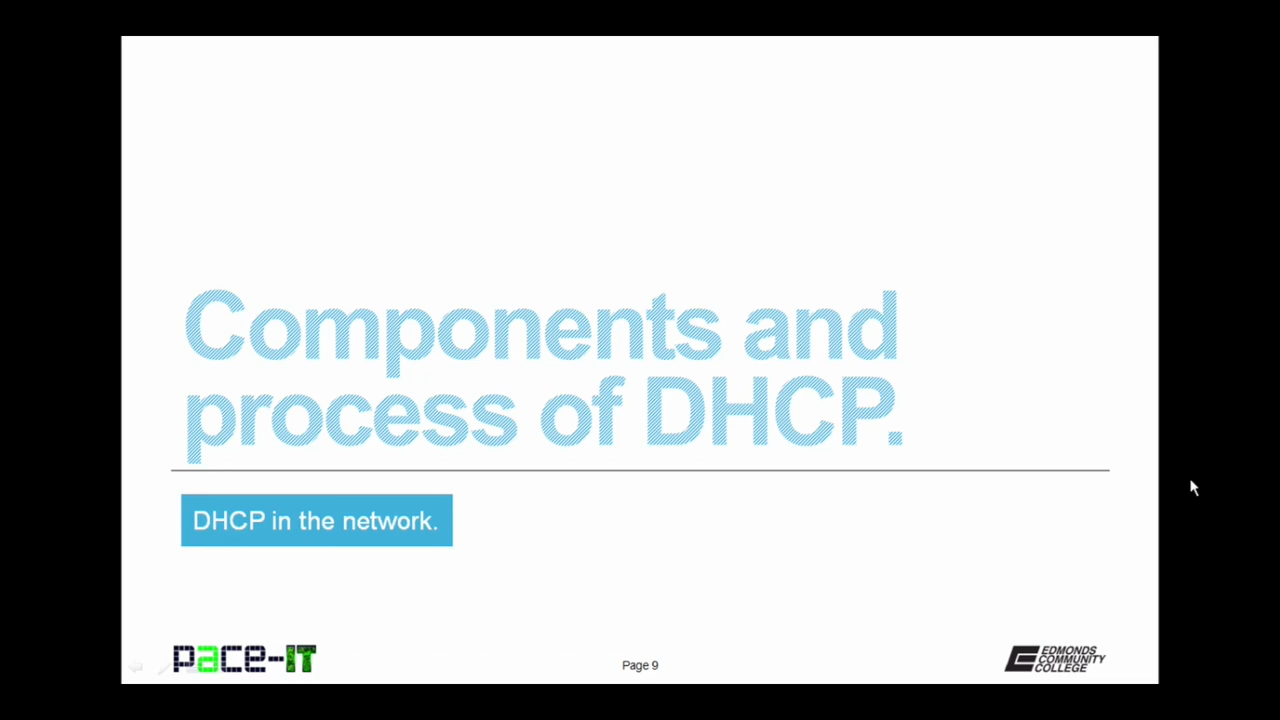 Components and
process of DHCP.
DHCP in the network.
pace-IT
Page 9
EDMONDS
COMMUNITY
COLLEGE